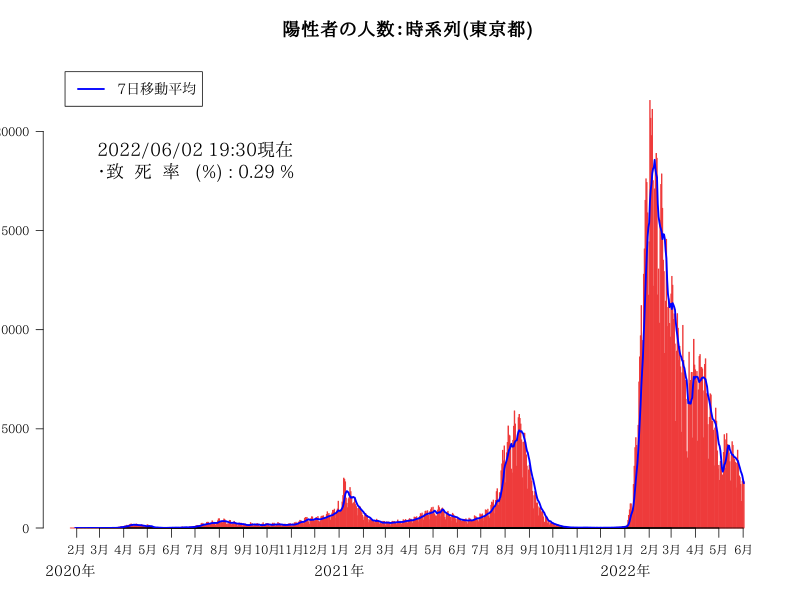 陽性者の人数：時系列(東京都)
7日移動平均
2022/06/02 19:30現在
・致 死 率 (%) : 0.29 %
0000
5000
0000
5000
0
2月 3月 4月 5月 6月 7月 8月 9月 10月 11月 12月 1月 2月 3月 4月 5月 6月 7月 8月 9月 10月 11月 12月 1月 2月 3月 4月 5月 6月
2020年 2021年 2022年